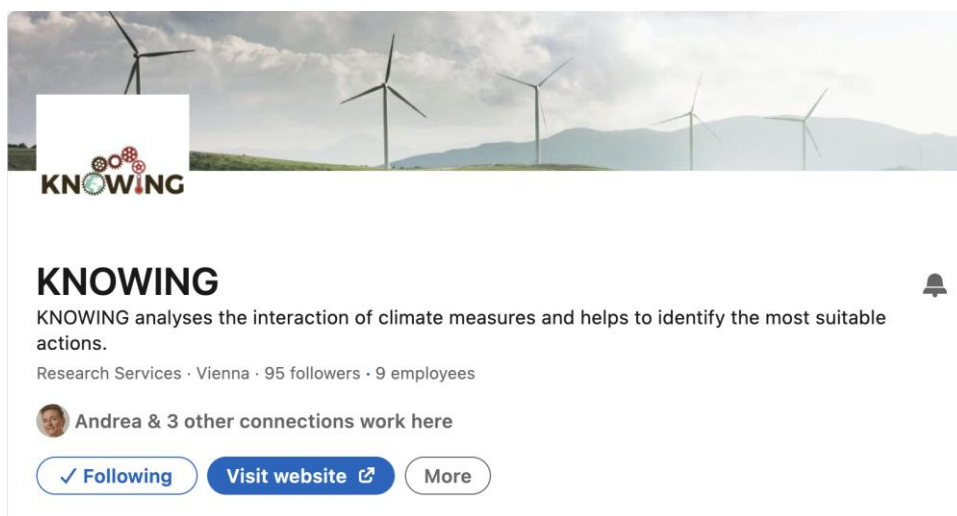 KNOWING
KNOWING
KNOWING analyses the interaction of climate measures and helps to identify the most suitable
actions.
Research Services · Vienna · 95 followers · 9 employees
Andrea & 3 other connections work here
Following
Visit website
More